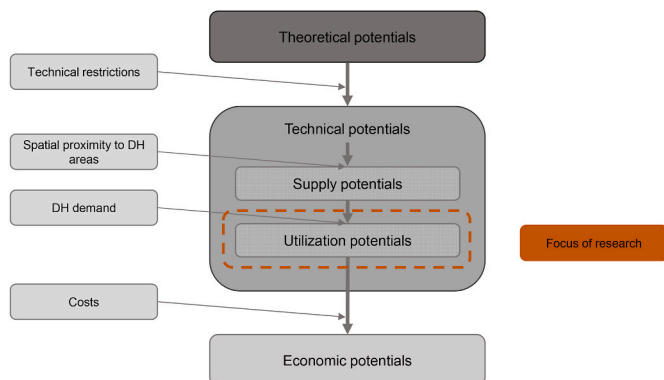 Theoretical potentials
Technical restrictions
Technical potentials
Spatial proximity to DH
areas
Supply potentials
DH demand
Utilization potentials
Focus of research
Costs
Economic potentials